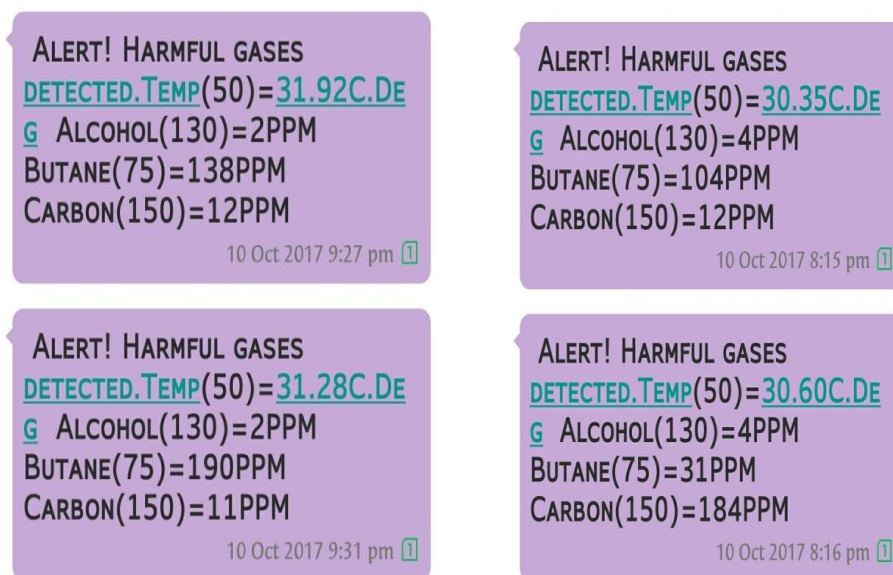 Alert! Harmful gases
detected.Temp(50)=31.92C.De
g Alcohol(130)=2PPM
Butane(75)=138PPM
Carbon(150)=12PPM
10 Oct 2017 9:27 pm 1
Alert! Harmful gases
detected.Temp(50)=30.35C.De
g Alcohol(130)=4PPM
Butane(75)=104PPM
Carbon(150)=12PPM
10 Oct 2017 8:15 pm 1
Alert! Harmful gases
detected.Temp(50)=31.28C.De
g Alcohol(130)=2PPM
Butane(75)=190PPM
Carbon(150)=11PPM
10 Oct 2017 9:31 pm 1
Alert! Harmful gases
detected.Temp(50)=30.60C.De
g Alcohol(130)=4PPM
Butane(75)=31PPM
Carbon(150)=184PPM
10 Oct 2017 8:16 pm 1